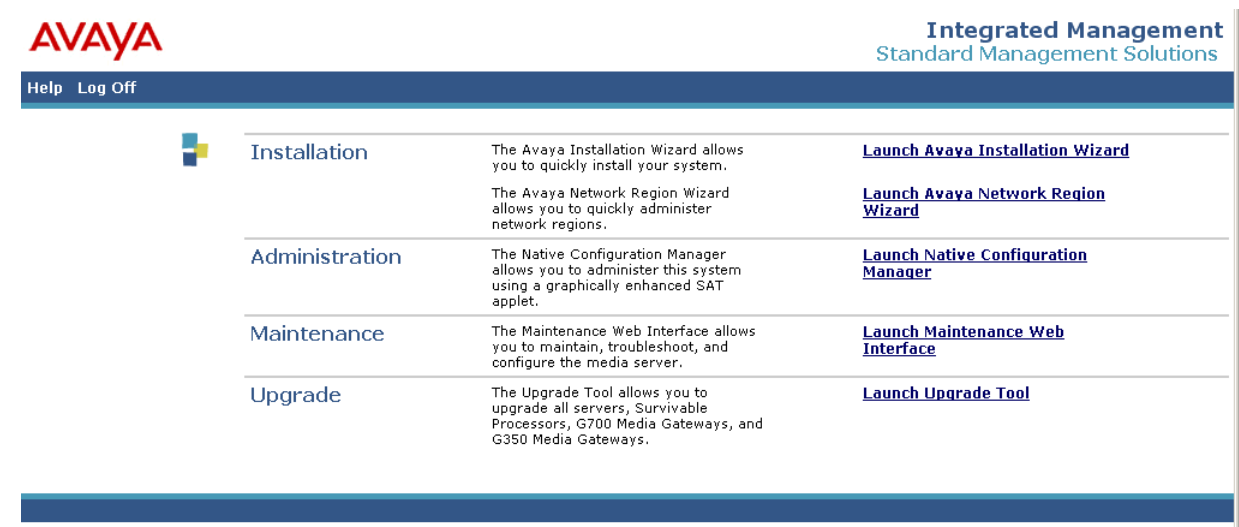 AVAYA
Integrated Management
Standard Management Solutions
Help Log Off
Installation
The Avaya Installation Wizard allows
you to quickly install your system.
Launch Avaya Installation Wizard
The Avaya Network Region Wizard
allows you to quickly administer
network regions.
Launch Avaya Network Region
Wizard
Administration
The Native Configuration Manager
allows you to administer this system
using a graphically enhanced SAT
applet.
Launch Native Configuration
Manager
Maintenance
The Maintenance Web Interface allows
you to maintain, troubleshoot, and
configure the media server.
Launch Maintenance Web
Interface
Upgrade
The Upgrade Tool allows you to
upgrade all servers, Survivable
Processors, G700 Media Gateways, and
G350 Media Gateways.
Launch Upgrade Tool